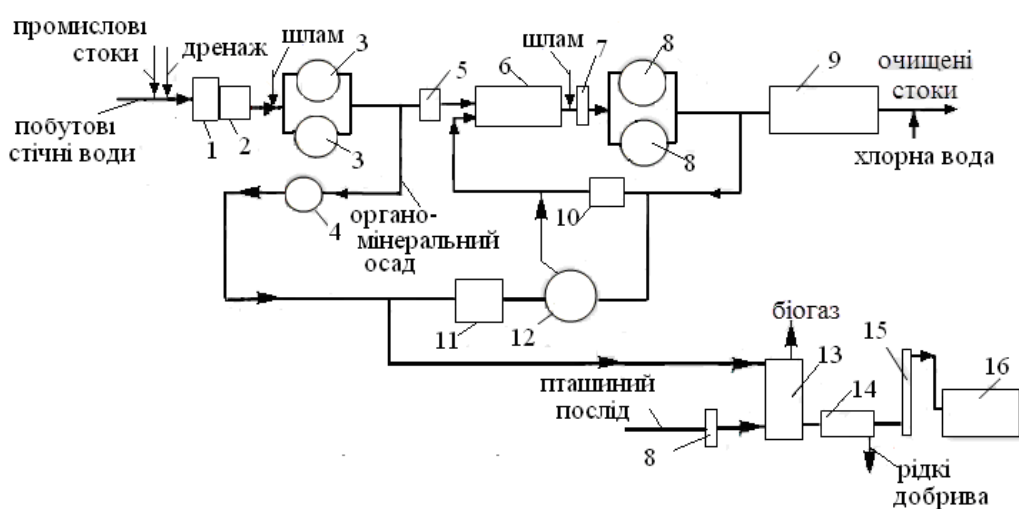 промислові
стоки
дренаж
шлам
побутові
стічні води
1
2
3
3
5
6
шлам
7
8
8
9
очищені
стоки
хлорна вода
4
органо-
мінеральний
осад
10
11
12
біогаз
13
14
15
16
пташиний
послід
8
рідкі
добрива